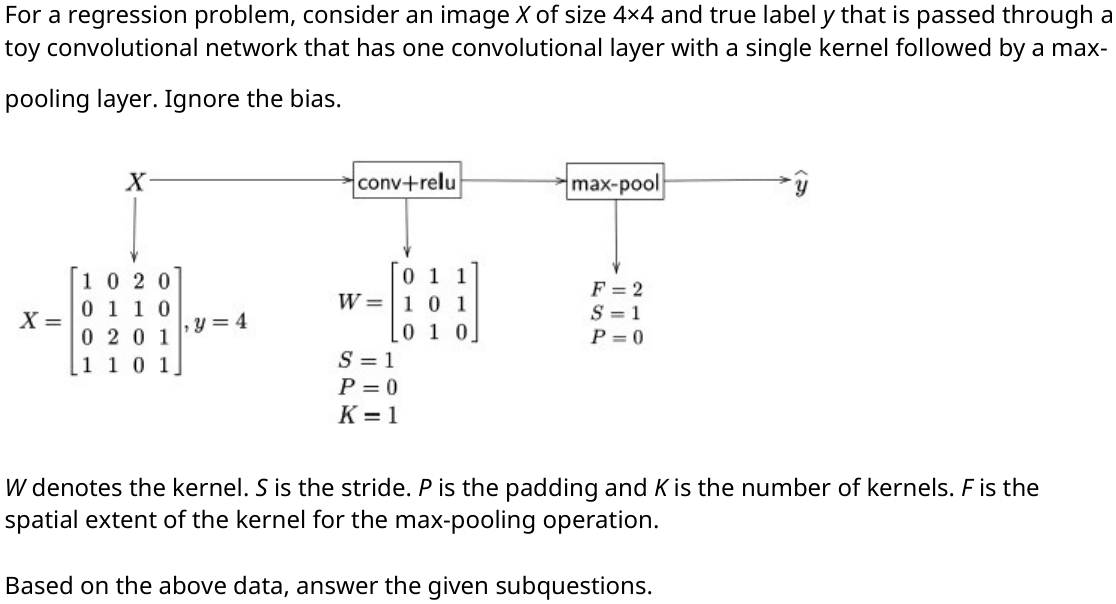 For a regression problem, consider an image X of size 4×4 and true label y that is passed through a
toy convolutional network that has one convolutional layer with a single kernel followed by a max-
pooling layer. Ignore the bias.
X conv+relu max-pool ŷ
X = [1 0 2 0
0 1 1 0
0 2 0 1
1 1 0 1] , y = 4
W = [0 1 1
1 0 1
0 1 0]
S = 1
P = 0
K = 1
F = 2
S = 1
P = 0
W denotes the kernel. S is the stride. P is the padding and K is the number of kernels. F is the
spatial extent of the kernel for the max-pooling operation.
Based on the above data, answer the given subquestions.